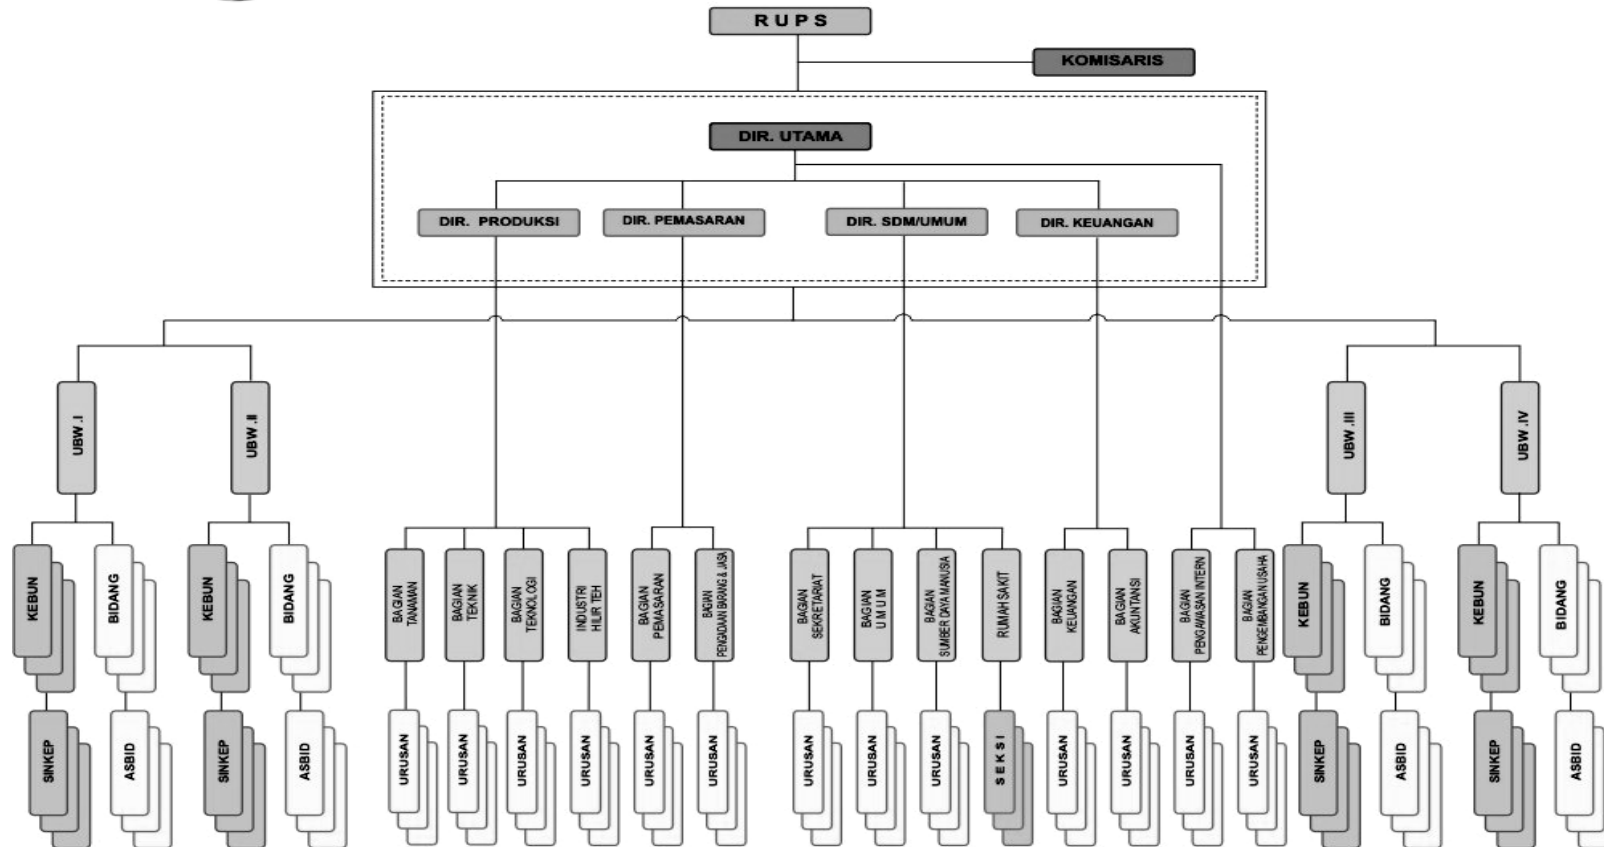 R U P S
KOMISARIS
DIR. UTAMA
DIR. PRODUKSI
DIR. PEMASARAN
DIR. SDM/UMUM
DIR. KEUANGAN
UBW .I
UBW .II
UBW .III
UBW .IV
KEBUN
BIDANG
KEBUN
BIDANG
BAGIAN
TANAMAN
BAGIAN
TEKNIK
BAGIAN
TEKNOLOGI
INDUSTRI
HILIR TEH
BAGIAN
PEMASARAN
BAGIAN
PENGADAAN BARANG & JASA
BAGIAN
SEKRETARIAT
BAGIAN
U M U M
BAGIAN
SUMBER DAYA MANUSIA
RUMAH SAKIT
BAGIAN
KEUANGAN
BAGIAN
AKUNTANSI
BAGIAN
PENGAWASAN INTERN
BAGIAN
PENGEMBANGAN USAHA
KEBUN
BIDANG
KEBUN
BIDANG
SINKEP
ASBID
SINKEP
ASBID
URUSAN
URUSAN
URUSAN
URUSAN
URUSAN
URUSAN
URUSAN
URUSAN
URUSAN
S E K S I
URUSAN
URUSAN
URUSAN
URUSAN
SINKEP
ASBID
SINKEP
ASBID